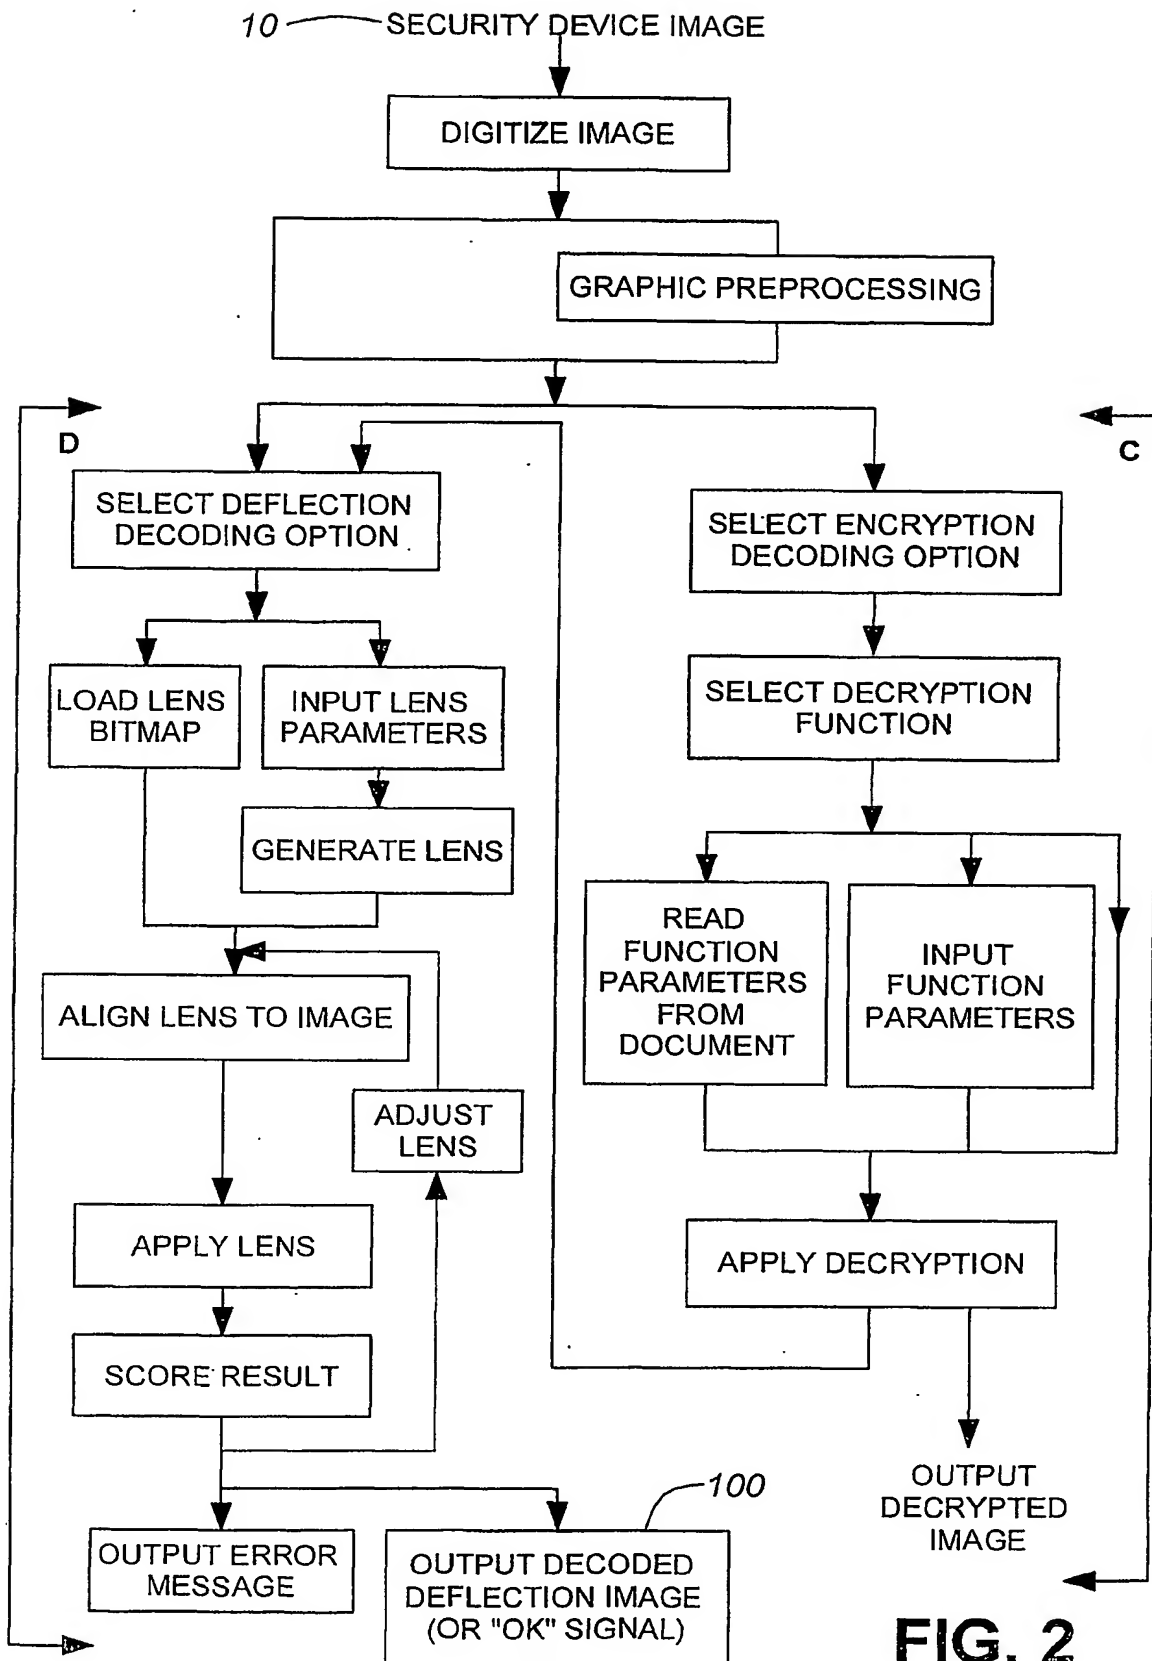 10
SECURITY DEVICE IMAGE
DIGITIZE IMAGE
GRAPHIC PREPROCESSING
D
C
SELECT DEFLECTION
DECODING OPTION
SELECT ENCRYPTION
DECODING OPTION
LOAD LENS
BITMAP
INPUT LENS
PARAMETERS
SELECT DECRYPTION
FUNCTION
GENERATE LENS
READ
FUNCTION
PARAMETERS
FROM
DOCUMENT
INPUT
FUNCTION
PARAMETERS
ALIGN LENS TO IMAGE
ADJUST
LENS
APPLY LENS
APPLY DECRYPTION
SCORE RESULT
100
OUTPUT
DECRYPTED
IMAGE
OUTPUT ERROR
MESSAGE
OUTPUT DECODED
DEFLECTION IMAGE
(OR "OK" SIGNAL)
FIG. 2